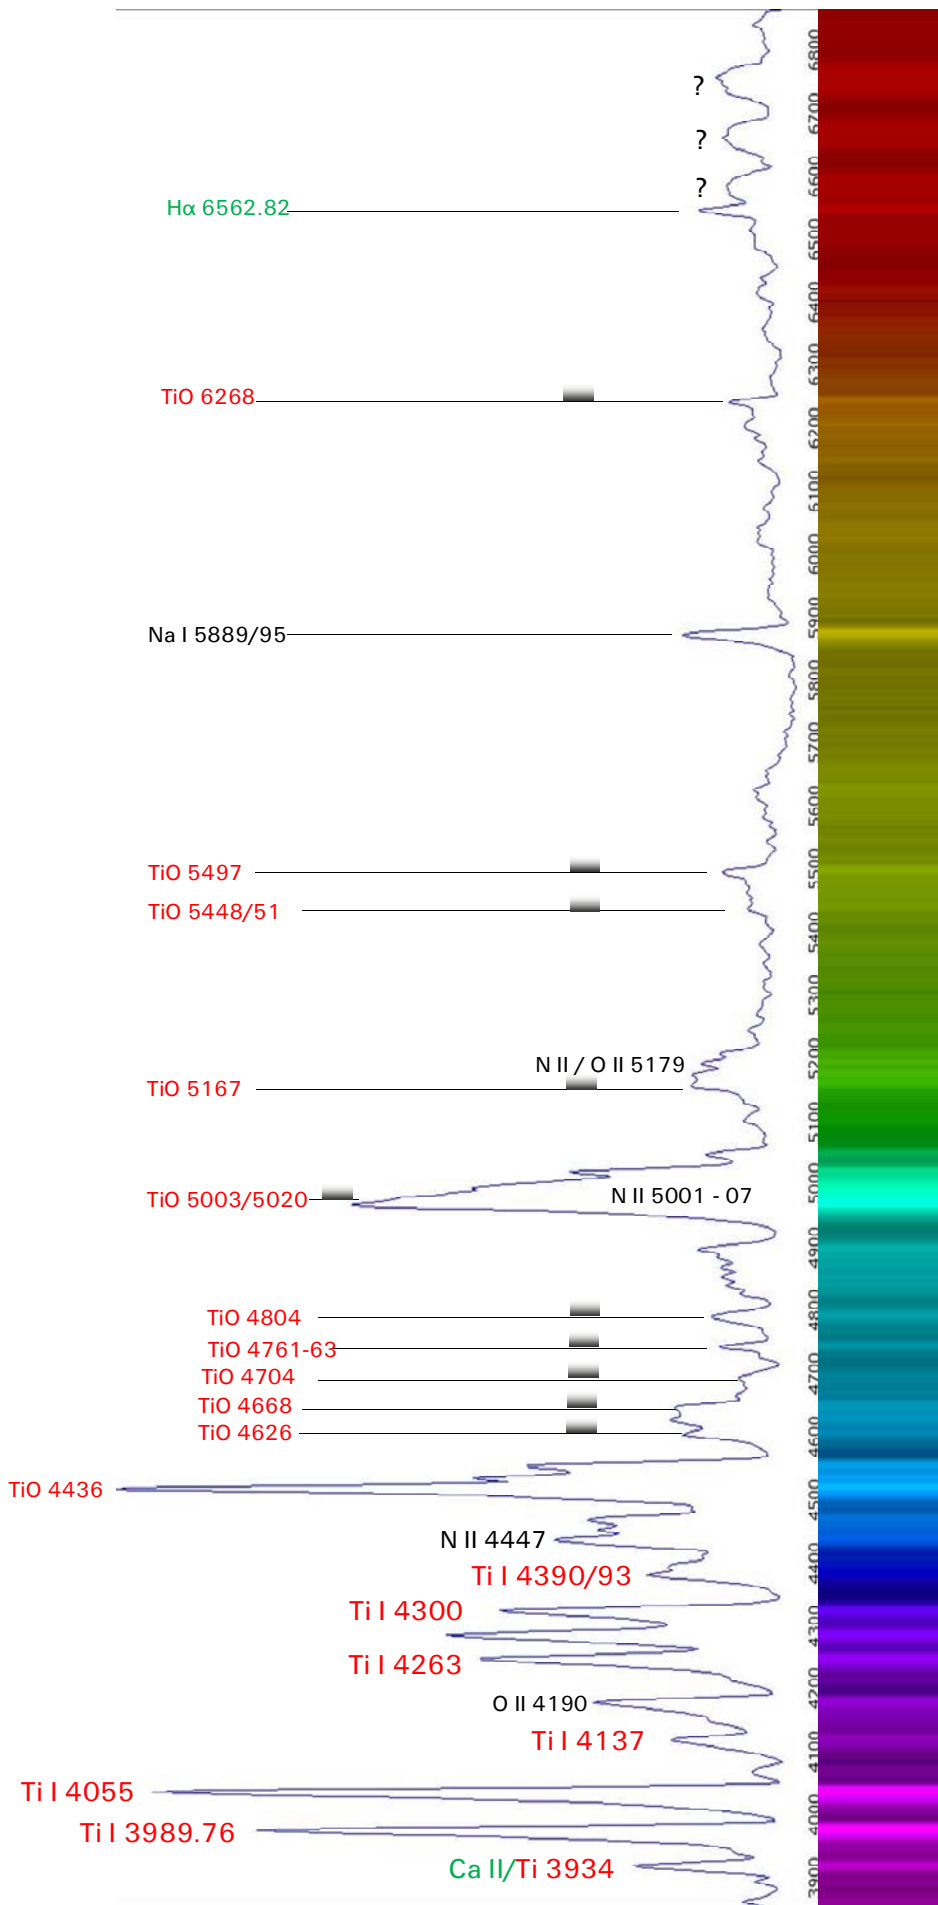 6800
?
6700
?
6600
?
Hα 6562.82
6500
6400
6300
TiO 6268
6200
6100
6000
5900
Na I 5889/95
5800
5700
5600
5500
TiO 5497
TiO 5448/51
5400
5300
5200
N II / O II 5179
TiO 5167
5100
5000
TiO 5003/5020
N II 5001 - 07
4900
4800
TiO 4804
TiO 4761-63
4700
TiO 4704
TiO 4668
TiO 4626
4600
TiO 4436
4500
N II 4447
4400
Ti I 4390/93
Ti I 4300
4300
Ti I 4263
4200
O II 4190
Ti I 4137
4100
Ti I 4055
4000
Ti I 3989.76
Ca II/Ti 3934
3900